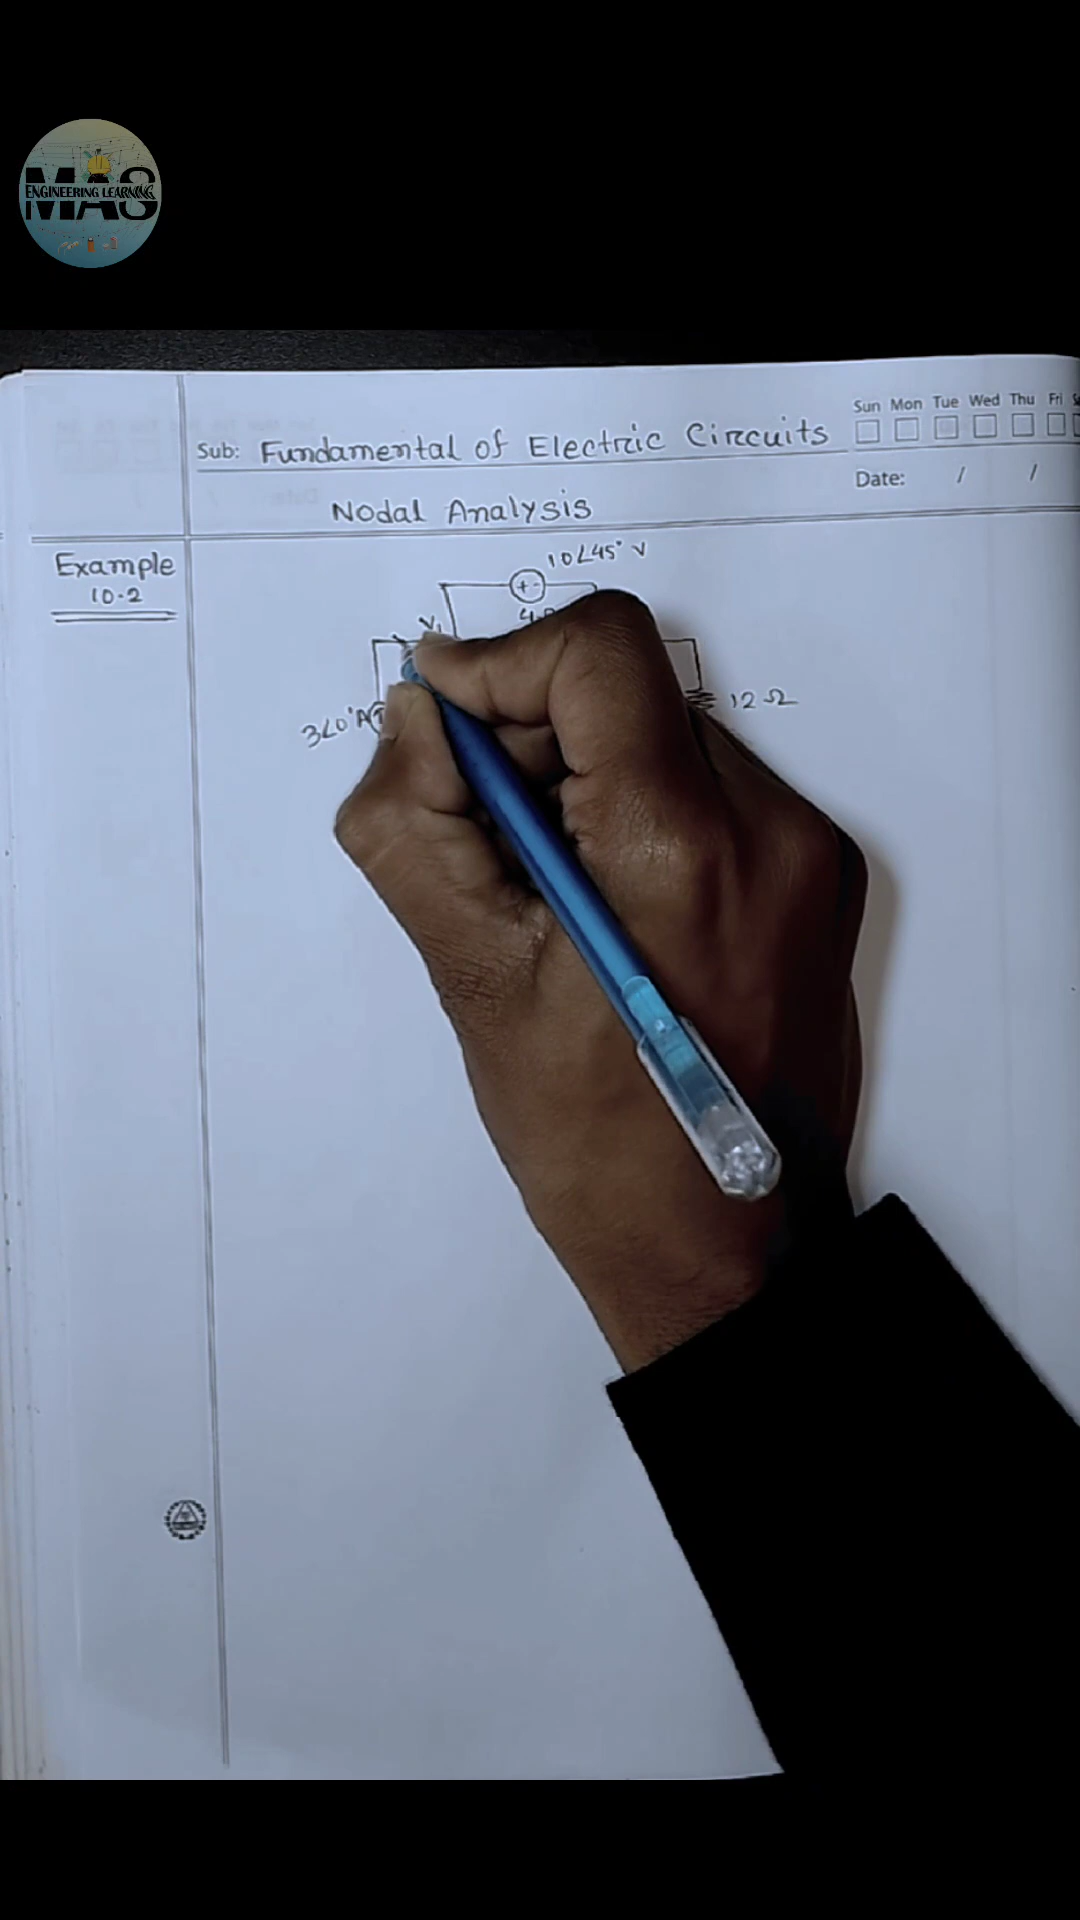 MAS
ENGINEERING LEARNING
Sun Mon Tue Wed Thu Fri
Sub: Fundamental of Electric Circuits
Date: / /
Nodal Analysis
Example
10.2
10∠45° V
4
V1
12 Ω
3∠0°A